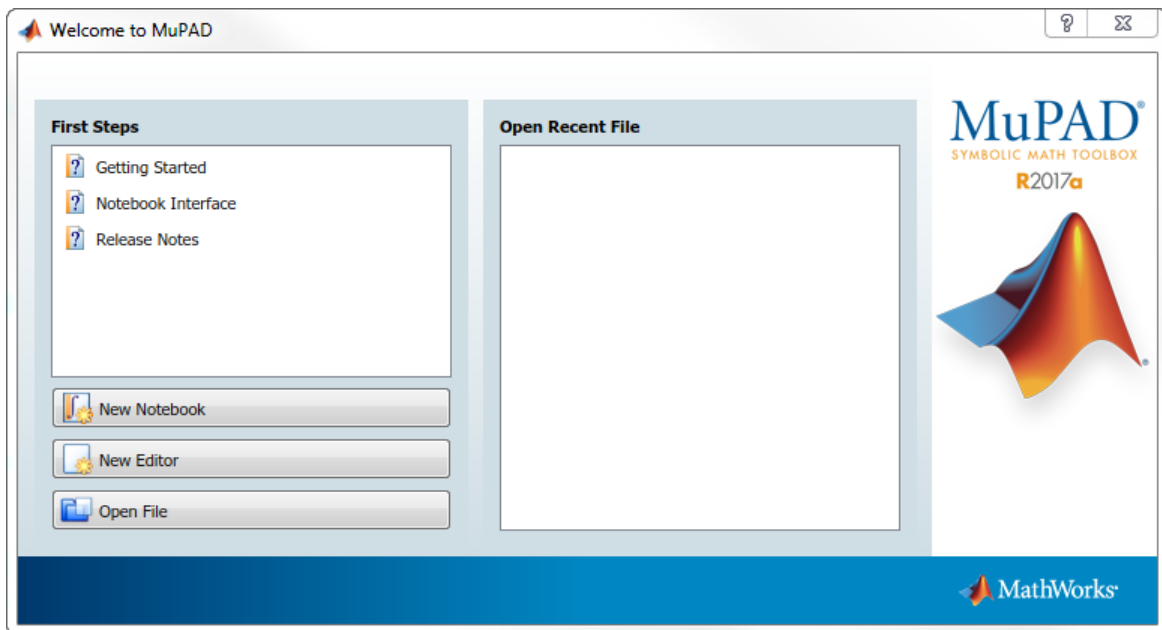 Welcome to MuPAD
First Steps
Getting Started
Notebook Interface
Release Notes
New Notebook
New Editor
Open File
Open Recent File
MuPAD®
SYMBOLIC MATH TOOLBOX
R2017a
®
MathWorks®